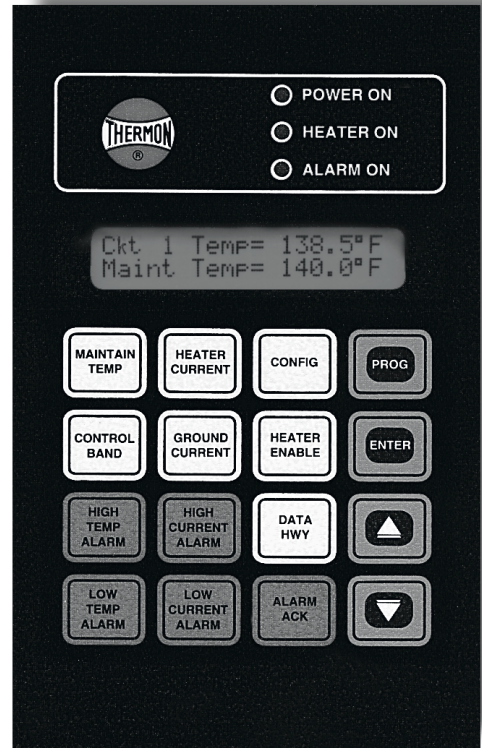 THERMON
®
POWER ON
HEATER ON
ALARM ON
Ckt 1 Temp= 138.5°F
Maint Temp= 140.0°F
MAINTAIN
TEMP
HEATER
CURRENT
CONFIG
PROG
CONTROL
BAND
GROUND
CURRENT
HEATER
ENABLE
ENTER
HIGH
TEMP
ALARM
HIGH
CURRENT
ALARM
DATA
HWY
LOW
TEMP
ALARM
LOW
CURRENT
ALARM
ALARM
ACK